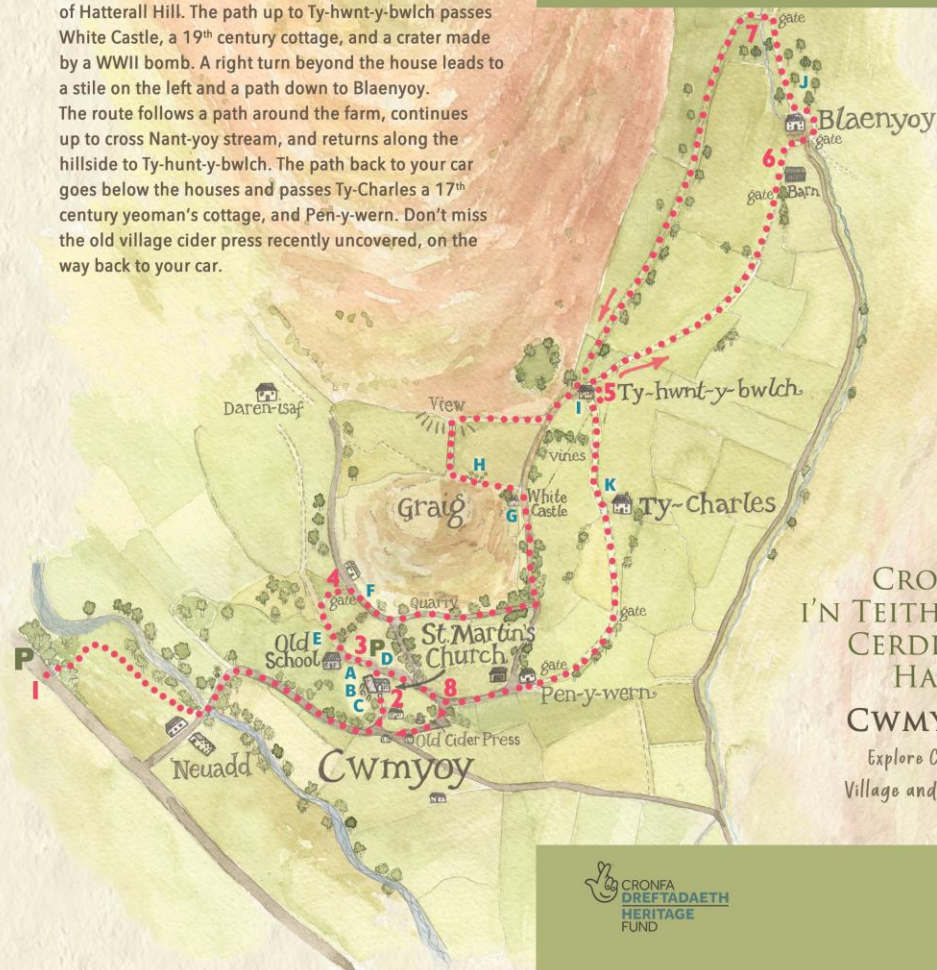 of Hatterall Hill. The path up to Ty-hwnt-y-bwlch passes
White Castle, a 19th century cottage, and a crater made
by a WWII bomb. A right turn beyond the house leads to
a stile on the left and a path down to Blaenyoy.
The route follows a path around the farm, continues
up to cross Nant-yoy stream, and returns along the
hillside to Ty-hunt-y-bwlch. The path back to your car
goes below the houses and passes Ty-Charles a 17th
century yeoman's cottage, and Pen-y-wern. Don't miss
the old village cider press recently uncovered, on the
way back to your car.
gate
7
J
Blaenyoy
gate
6
gate
Barn
5
Ty-hwnt-y-bwlch
I
Daren-isaf
View
vines
H
K
Graig
White
Castle
G
Ty-Charles
4
F
gate
Quarry
gate
Old
School
E
3
P
D
St. Martin's
Church
P
1
A
B
C
2
8
gate
Pen-y-wern
Old Cider Press
Neuadd
Cwmyoy
CRO
I'N TEITH
CERD
HA
CWMY
Explore C
Village and
CRONFA
DREFTADAETH
HERITAGE
FUND